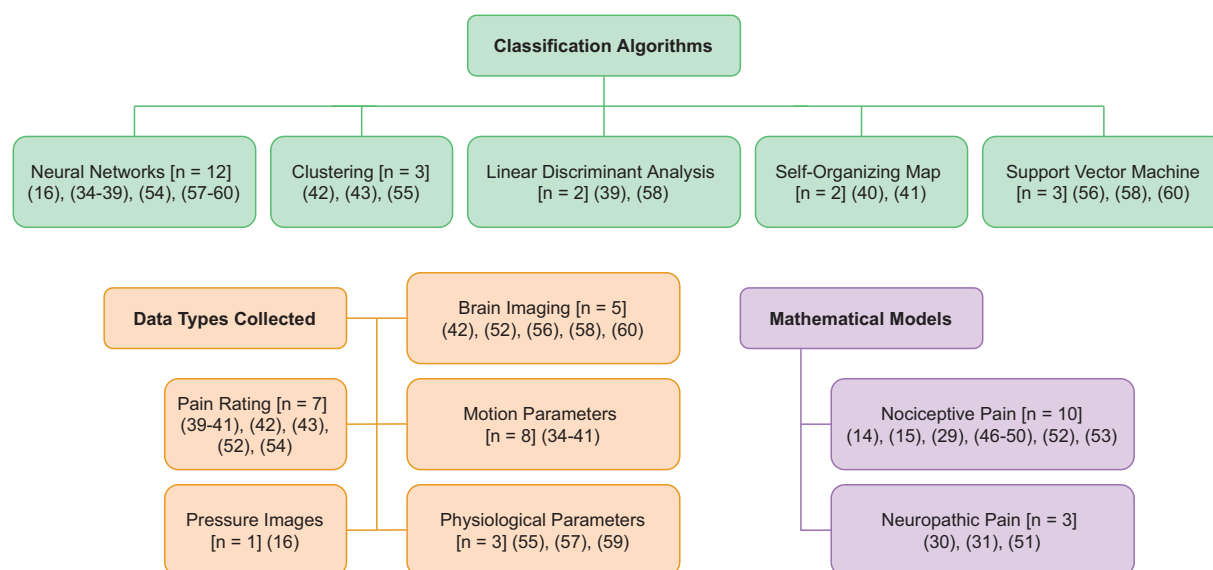 Classification Algorithms
Neural Networks [n = 12]
(16), (34-39), (54), (57-60)
Clustering [n = 3]
(42), (43), (55)
Linear Discriminant Analysis
[n = 2] (39), (58)
Self-Organizing Map
[n = 2] (40), (41)
Support Vector Machine
[n = 3] (56), (58), (60)
Data Types Collected
Brain Imaging [n = 5]
(42), (52), (56), (58), (60)
Pain Rating [n = 7]
(39-41), (42), (43),
(52), (54)
Motion Parameters
[n = 8] (34-41)
Pressure Images
[n = 1] (16)
Physiological Parameters
[n = 3] (55), (57), (59)
Mathematical Models
Nociceptive Pain [n = 10]
(14), (15), (29), (46-50), (52), (53)
Neuropathic Pain [n = 3]
(30), (31), (51)